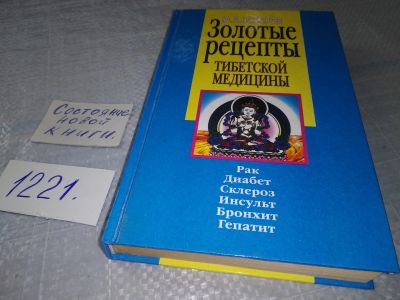 Золотые
рецепты
ТИБЕТСКОЙ
МЕДИЦИНЫ
Рак
Диабет
Склероз
Инсульт
Бронхит
Гепатит
Состояние
новой
книги.
1221.